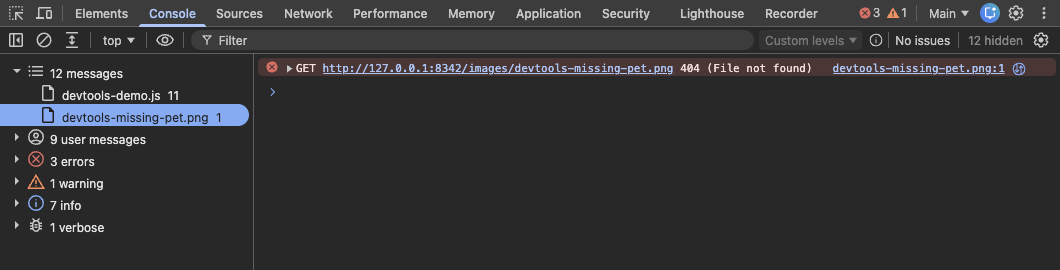 Elements Console Sources Network Performance Memory Application Security Lighthouse Recorder 3 1 Main
top Filter Custom levels No issues 12 hidden
12 messages
devtools-demo.js 11
devtools-missing-pet.png 1
9 user messages
3 errors
1 warning
7 info
1 verbose
GET http://127.0.0.1:8342/images/devtools-missing-pet.png 404 (File not found) devtools-missing-pet.png:1